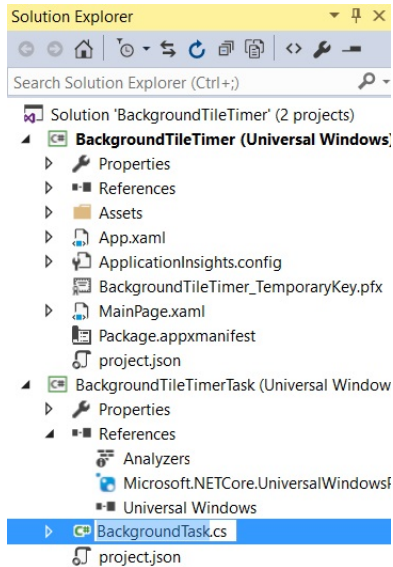 Solution Explorer
Search Solution Explorer (Ctrl+;)
Solution 'BackgroundTileTimer' (2 projects)
BackgroundTileTimer (Universal Windows)
Properties
References
Assets
App.xaml
ApplicationInsights.config
BackgroundTileTimer_TemporaryKey.pfx
MainPage.xaml
Package.appxmanifest
project.json
BackgroundTileTimerTask (Universal Window
Properties
References
Analyzers
Microsoft.NETCore.UniversalWindowsP
Universal Windows
BackgroundTask.cs
project.json